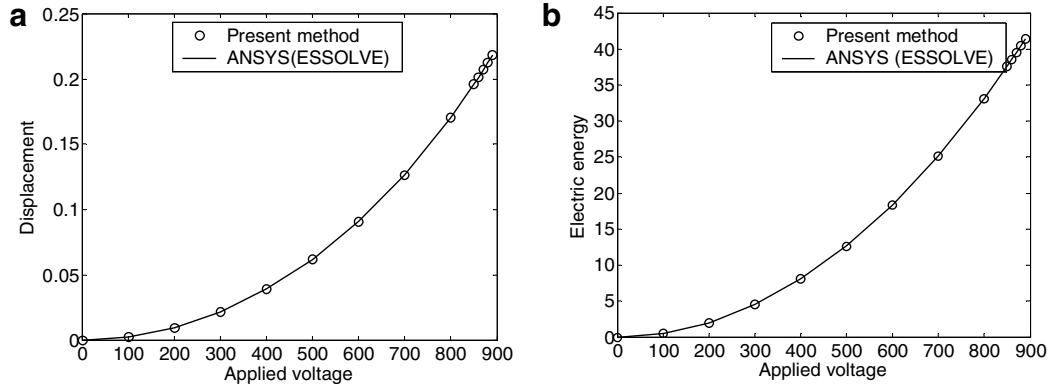 a
0.25
0.2
0.15
0.1
0.05
0
Displacement
Present method
ANSYS(ESSOLVE)
0 100 200 300 400 500 600 700 800 900
Applied voltage
b
45
40
35
30
25
20
15
10
5
0
Electric energy
Present method
ANSYS (ESSOLVE)
0 100 200 300 400 500 600 700 800 900
Applied voltage